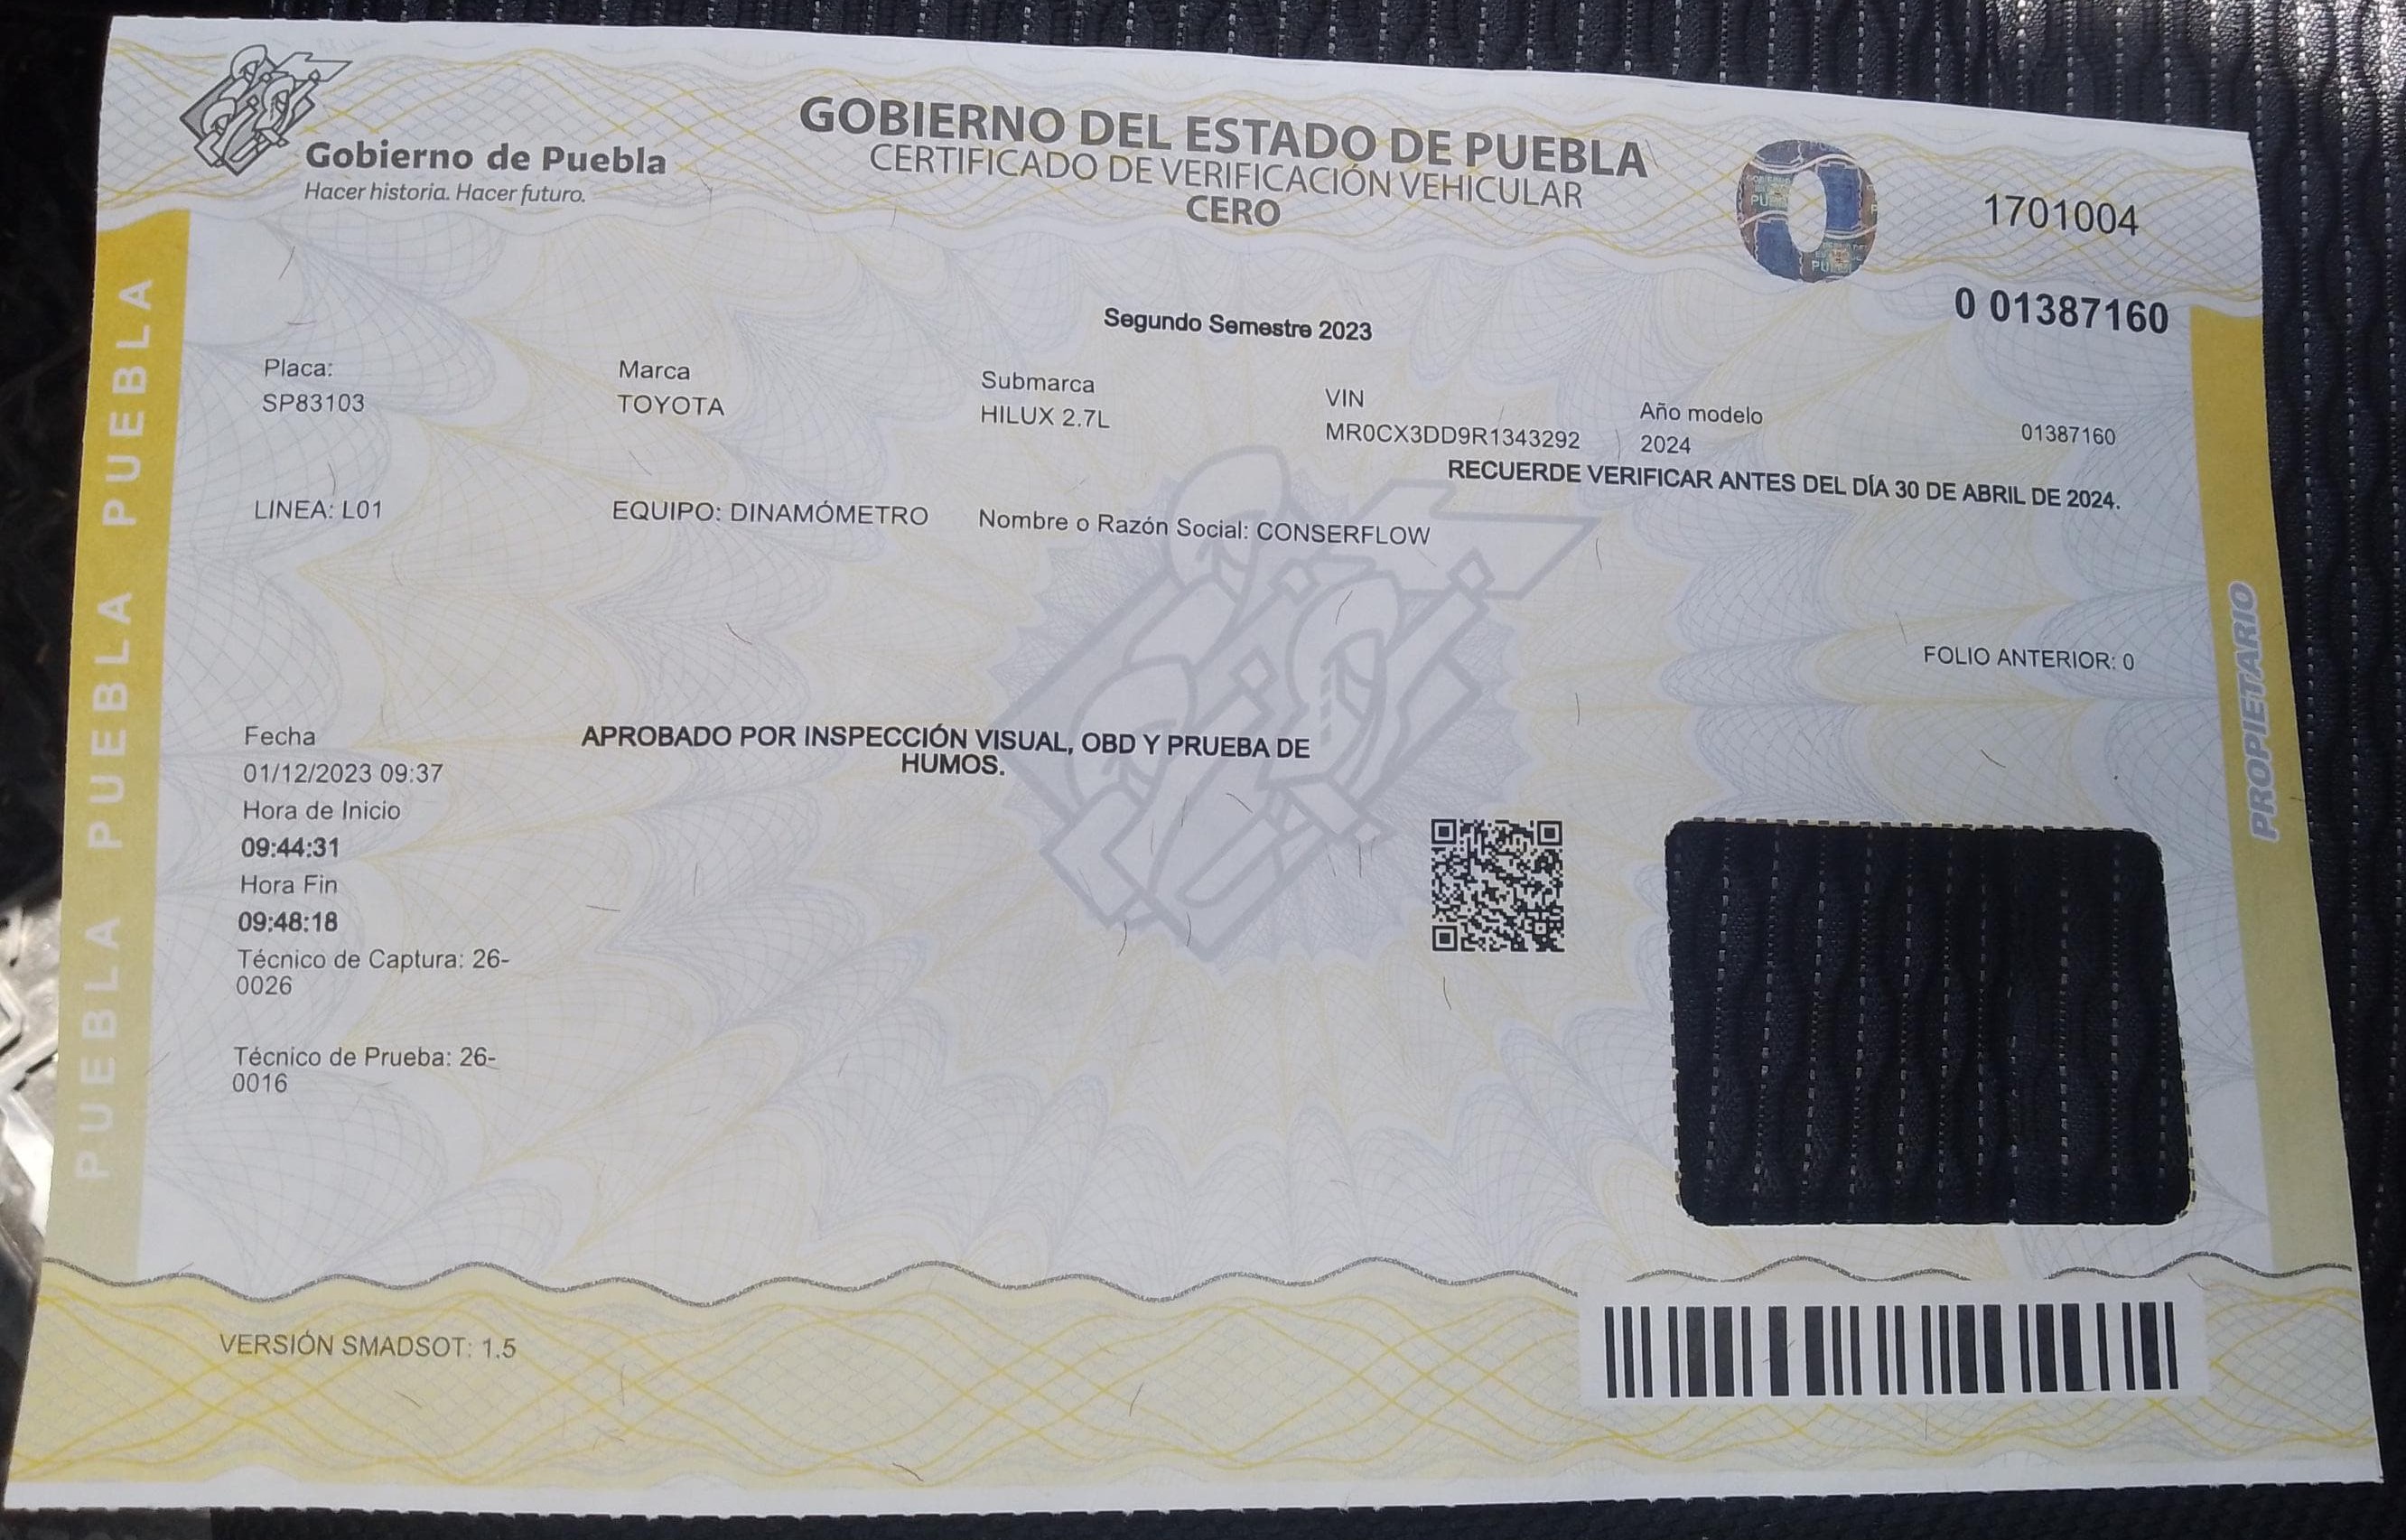 Gobierno de Puebla
Hacer historia. Hacer futuro.
GOBIERNO DEL ESTADO DE PUEBLA
CERTIFICADO DE VERIFICACIÓN VEHICULAR
CERO
1701004
0 01387160
Segundo Semestre 2023
Placa:
SP83103
Marca
TOYOTA
Submarca
HILUX 2.7L
VIN
MR0CX3DD9R1343292
Año modelo
2024
01387160
RECUERDE VERIFICAR ANTES DEL DÍA 30 DE ABRIL DE 2024.
LINEA: L01
EQUIPO: DINAMÓMETRO
Nombre o Razón Social: CONSERFLOW
FOLIO ANTERIOR: 0
Fecha
01/12/2023 09:37
Hora de Inicio
09:44:31
Hora Fin
09:48:18
Técnico de Captura: 26-
0026
Técnico de Prueba: 26-
0016
APROBADO POR INSPECCIÓN VISUAL, OBD Y PRUEBA DE
HUMOS.
PUEBLA PUEBLA PUEBLA PUEBLA
PROPIETARIO
VERSIÓN SMADSOT: 1.5